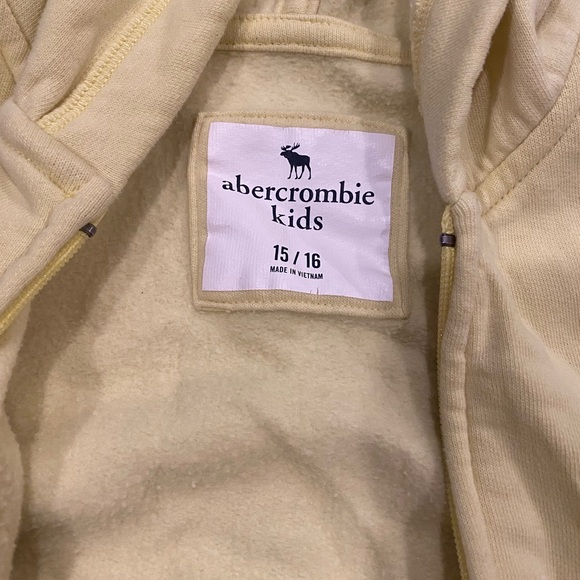 abercrombie
kids
15 / 16
MADE IN VIETNAM